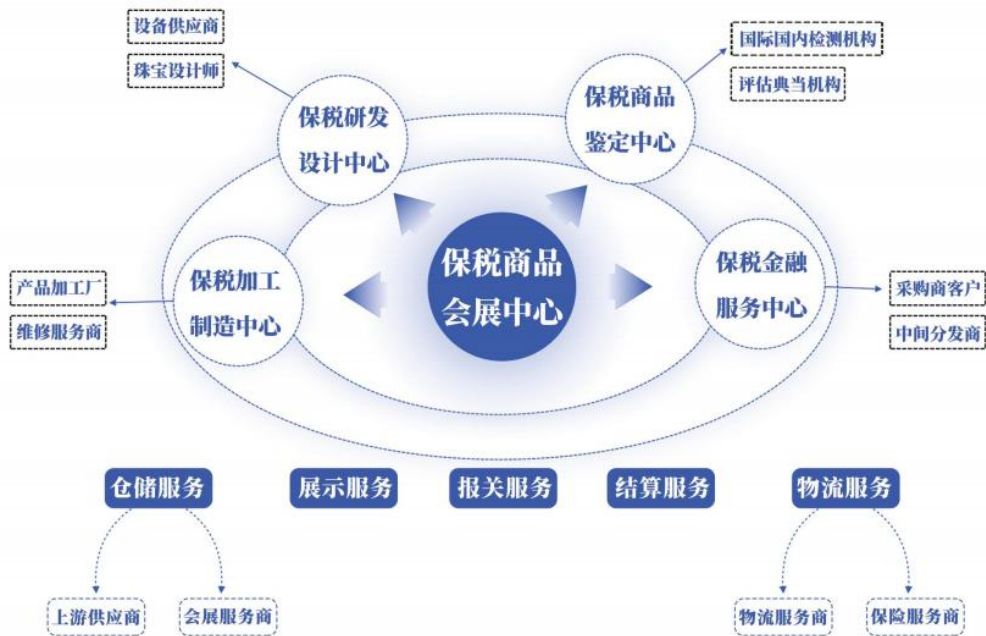 设备供应商
珠宝设计师
国际国内检测机构
评估典当机构
保税研发
设计中心
保税商品
鉴定中心
保税商品
会展中心
保税加工
制造中心
保税金融
服务中心
产品加工厂
维修服务商
采购商客户
中间分发商
仓储服务
展示服务
报关服务
结算服务
物流服务
上游供应商
会展服务商
物流服务商
保险服务商